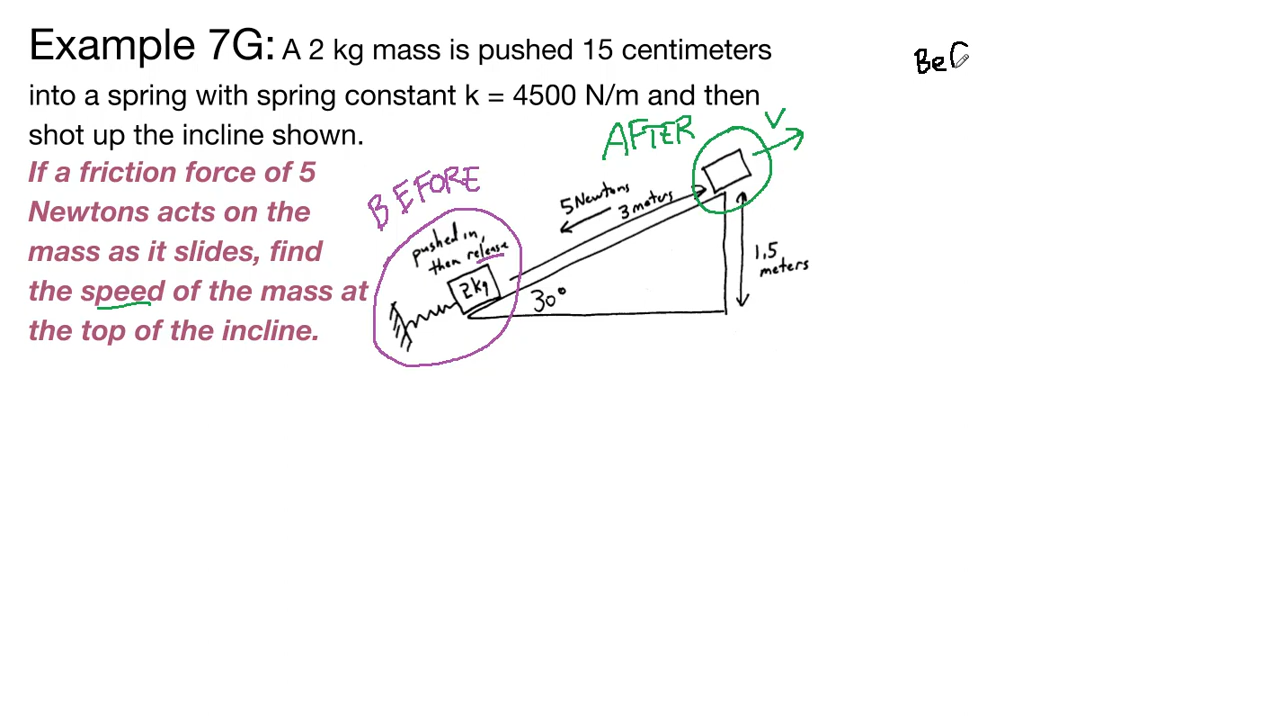 Example 7G: A 2 kg mass is pushed 15 centimeters
into a spring with spring constant k = 4500 N/m and then
shot up the incline shown.
If a friction force of 5
Newtons acts on the
mass as it slides, find
the speed of the mass at
the top of the incline.
BEFORE
pushed in,
then release
2kg
30°
5 Newtons
3 meters
AFTER
V
1,5
meters
Bef